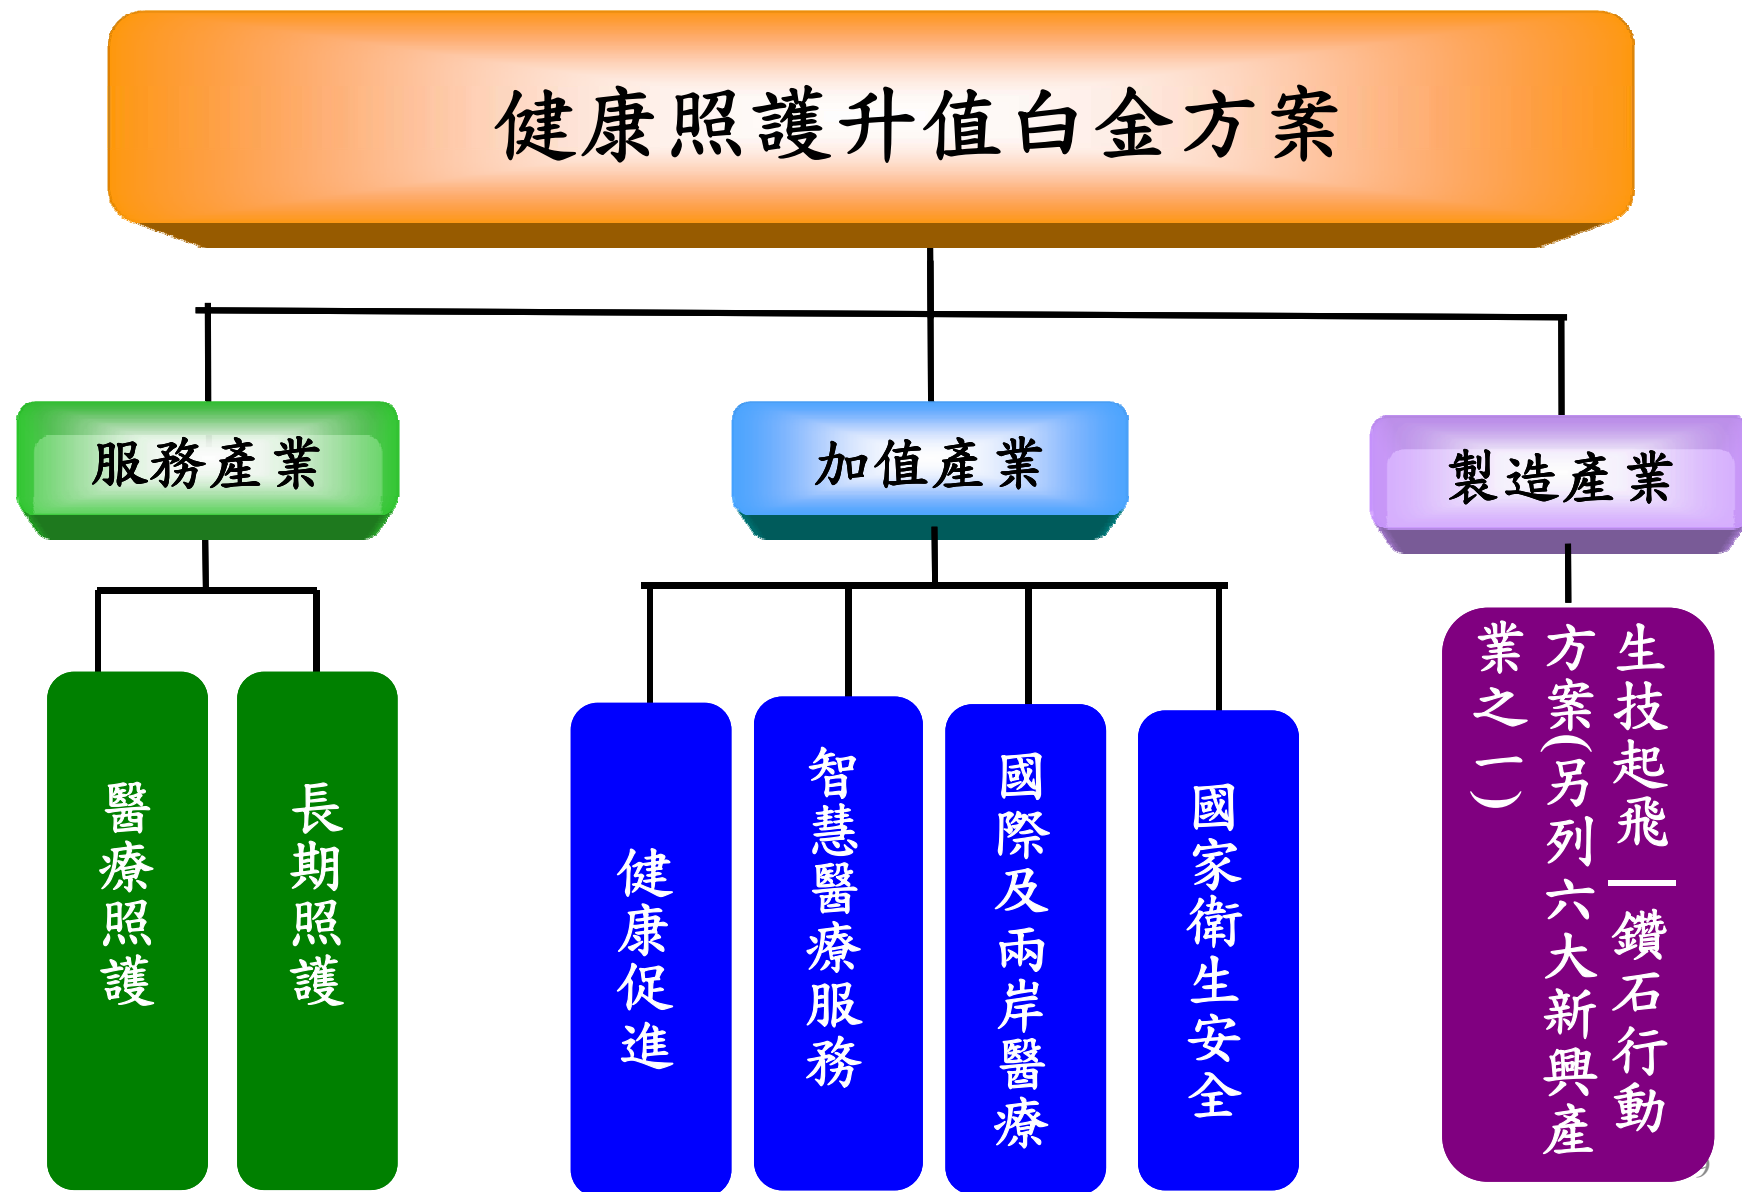 健康照護升值白金方案
服務產業
加值產業
製造產業
醫療照護
長期照護
健康促進
智慧醫療服務
國際及兩岸醫療
國家衛生安全
生技起飛—鑽石行動
方案(另列六大新興產
業之一)